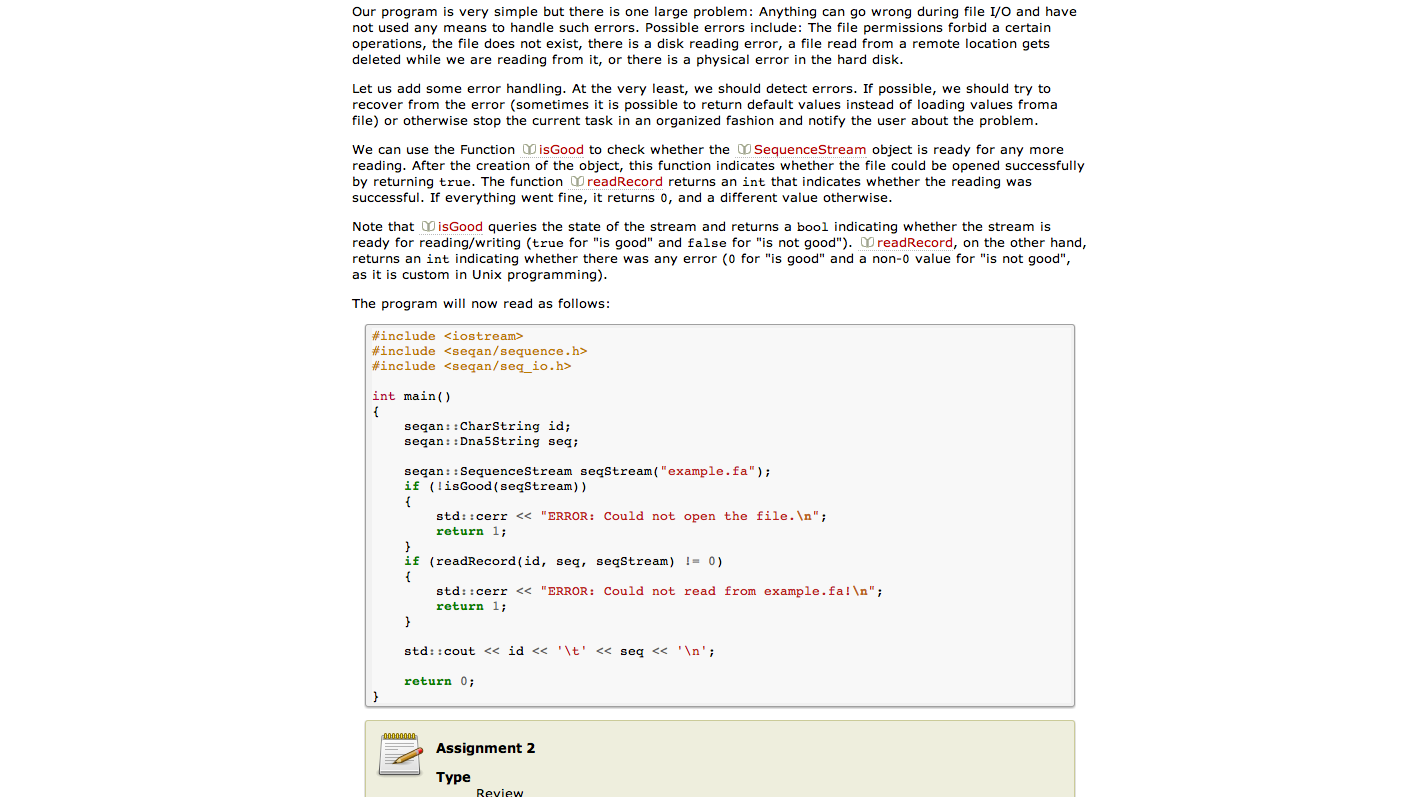 Our program is very simple but there is one large problem: Anything can go wrong during file I/O and have
not used any means to handle such errors. Possible errors include: The file permissions forbid a certain
operations, the file does not exist, there is a disk reading error, a file read from a remote location gets
deleted while we are reading from it, or there is a physical error in the hard disk.
Let us add some error handling. At the very least, we should detect errors. If possible, we should try to
recover from the error (sometimes it is possible to return default values instead of loading values froma
file) or otherwise stop the current task in an organized fashion and notify the user about the problem.
We can use the Function isGood to check whether the SequenceStream object is ready for any more
reading. After the creation of the object, this function indicates whether the file could be opened successfully
by returning true. The function readRecord returns an int that indicates whether the reading was
successful. If everything went fine, it returns 0, and a different value otherwise.
Note that isGood queries the state of the stream and returns a bool indicating whether the stream is
ready for reading/writing (true for "is good" and false for "is not good"). readRecord, on the other hand,
returns an int indicating whether there was any error (0 for "is good" and a non-0 value for "is not good",
as it is custom in Unix programming).
The program will now read as follows:
#include <iostream>
#include <seqan/sequence.h>
#include <seqan/seq_io.h>
int main()
{
    seqan::CharString id;
    seqan::Dna5String seq;
    seqan::SequenceStream seqStream("example.fa");
    if (!isGood(seqStream))
    {
        std::cerr << "ERROR: Could not open the file.\n";
        return 1;
    }
    if (readRecord(id, seq, seqStream) != 0)
    {
        std::cerr << "ERROR: Could not read from example.fa!\n";
        return 1;
    }
    std::cout << id << '\t' << seq << '\n';
    return 0;
}
Assignment 2
Type
Review